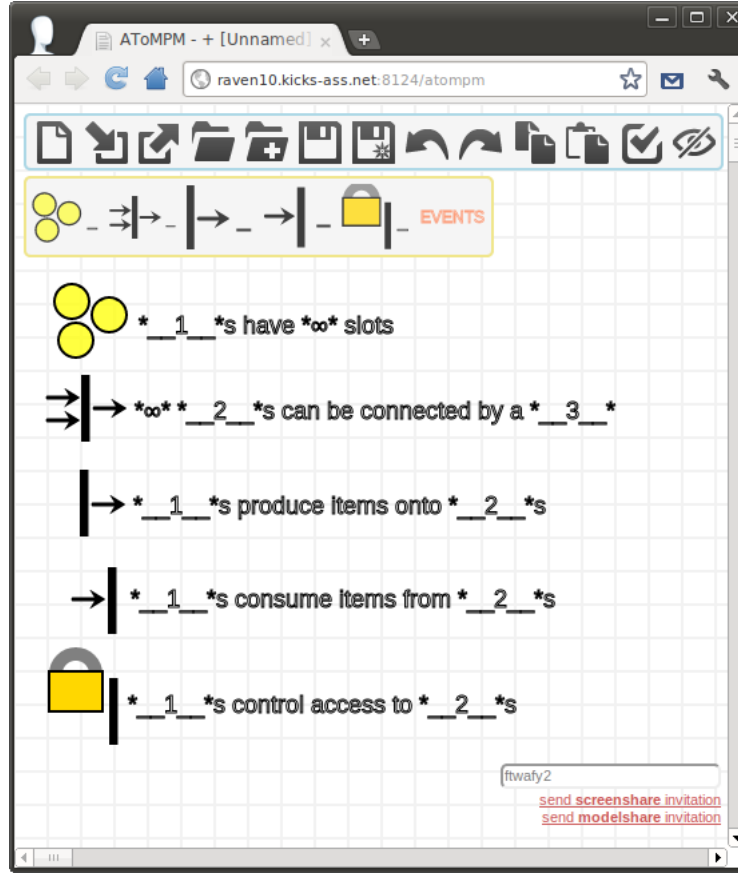 AToMPM - + [Unnamed]
raven10.kicks-ass.net:8124/atompm
_ _ _ _ _ EVENTS
*__1__*s have *∞* slots
*∞* *__2__*s can be connected by a *__3__*
*__1__*s produce items onto *__2__*s
*__1__*s consume items from *__2__*s
*__1__*s control access to *__2__*s
ftwafy2
send screenshare invitation
send modelshare invitation